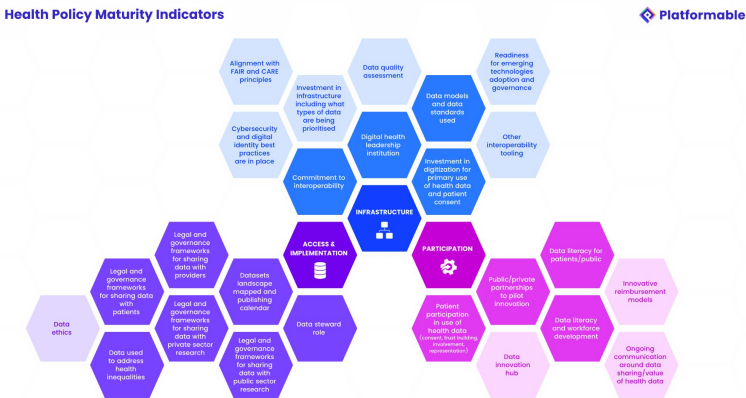 Health Policy Maturity Indicators
Platformable
Alignment with
FAIR and CARE
principles
Investment in
infrastructure
including what
types of data
are being
prioritised
Data quality
assessment
Data models
and data
standards
used
Readiness
for emerging
technologies
adoption and
governance
Cybersecurity
and digital
identity best
practices
are in place
Commitment to
interoperability
Digital health
leadership
institution
Investment in
digitization for
primary use
of health data
and patient
consent
Other
interoperability
tooling
INFRASTRUCTURE
ACCESS &
IMPLEMENTATION
PARTICIPATION
Legal and
governance
frameworks
for sharing
data with
providers
Legal and
governance
frameworks
for sharing data
with
patients
Datasets
landscape
mapped and
publishing
calendar
Legal and
governance
frameworks
for sharing
data with
private sector
research
Data
ethics
Data used
to address
health
inequalities
Legal and
governance
frameworks
for sharing
data with
public sector
research
Data steward
role
Patient
participation
in use of
health data
(consent, trust building,
involvement,
representation)
Public/private
partnerships
to pilot
innovation
Data literacy for
patients/public
Innovative
reimbursement
models
Data literacy
and workforce
development
Data
innovation
hub
Ongoing
communication
around data
sharing/value
of health data